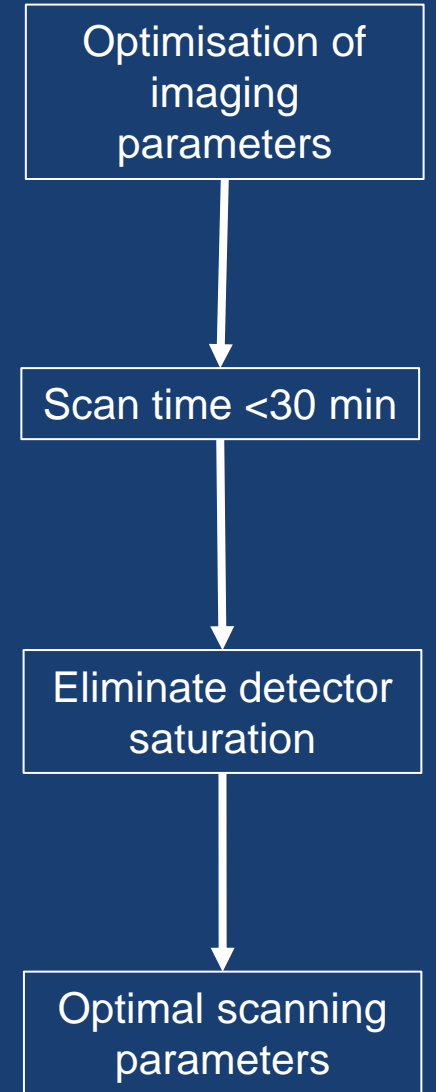 Optimisation of
imaging
parameters
Scan time <30 min
Eliminate detector
saturation
Optimal scanning
parameters